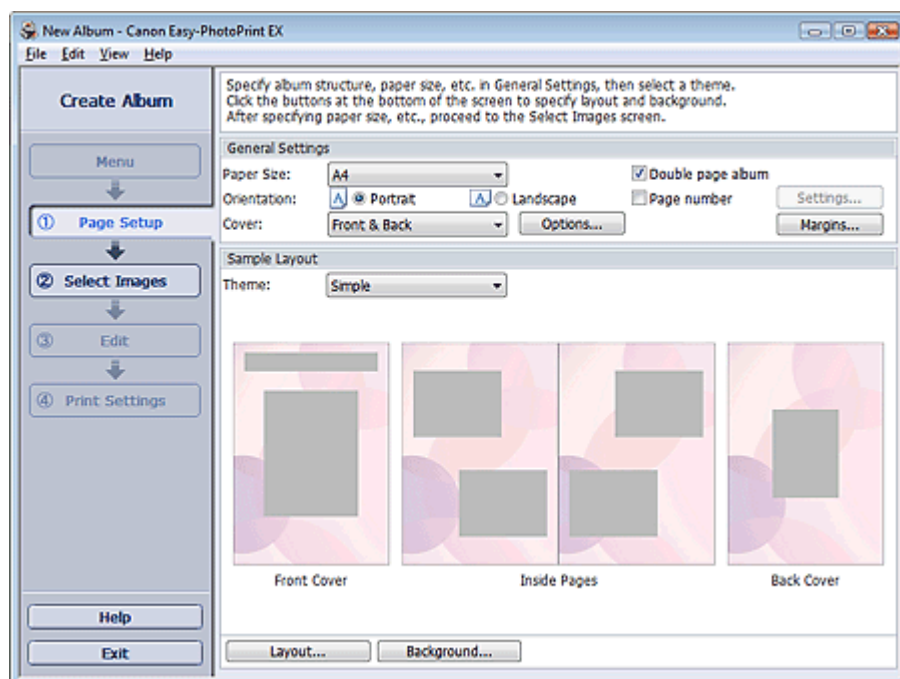 New Album - Canon Easy-PhotoPrint EX
File Edit View Help
Create Album
Menu
① Page Setup
② Select Images
③ Edit
④ Print Settings
Help
Exit
Specify album structure, paper size, etc. in General Settings, then select a theme.
Click the buttons at the bottom of the screen to specify layout and background.
After specifying paper size, etc., proceed to the Select Images screen.
General Settings
Paper Size: A4 Double page album
Orientation: A Portrait A Landscape Page number Settings...
Cover: Front & Back Options... Margins...
Sample Layout
Theme: Simple
Front Cover Inside Pages Back Cover
Layout... Background...